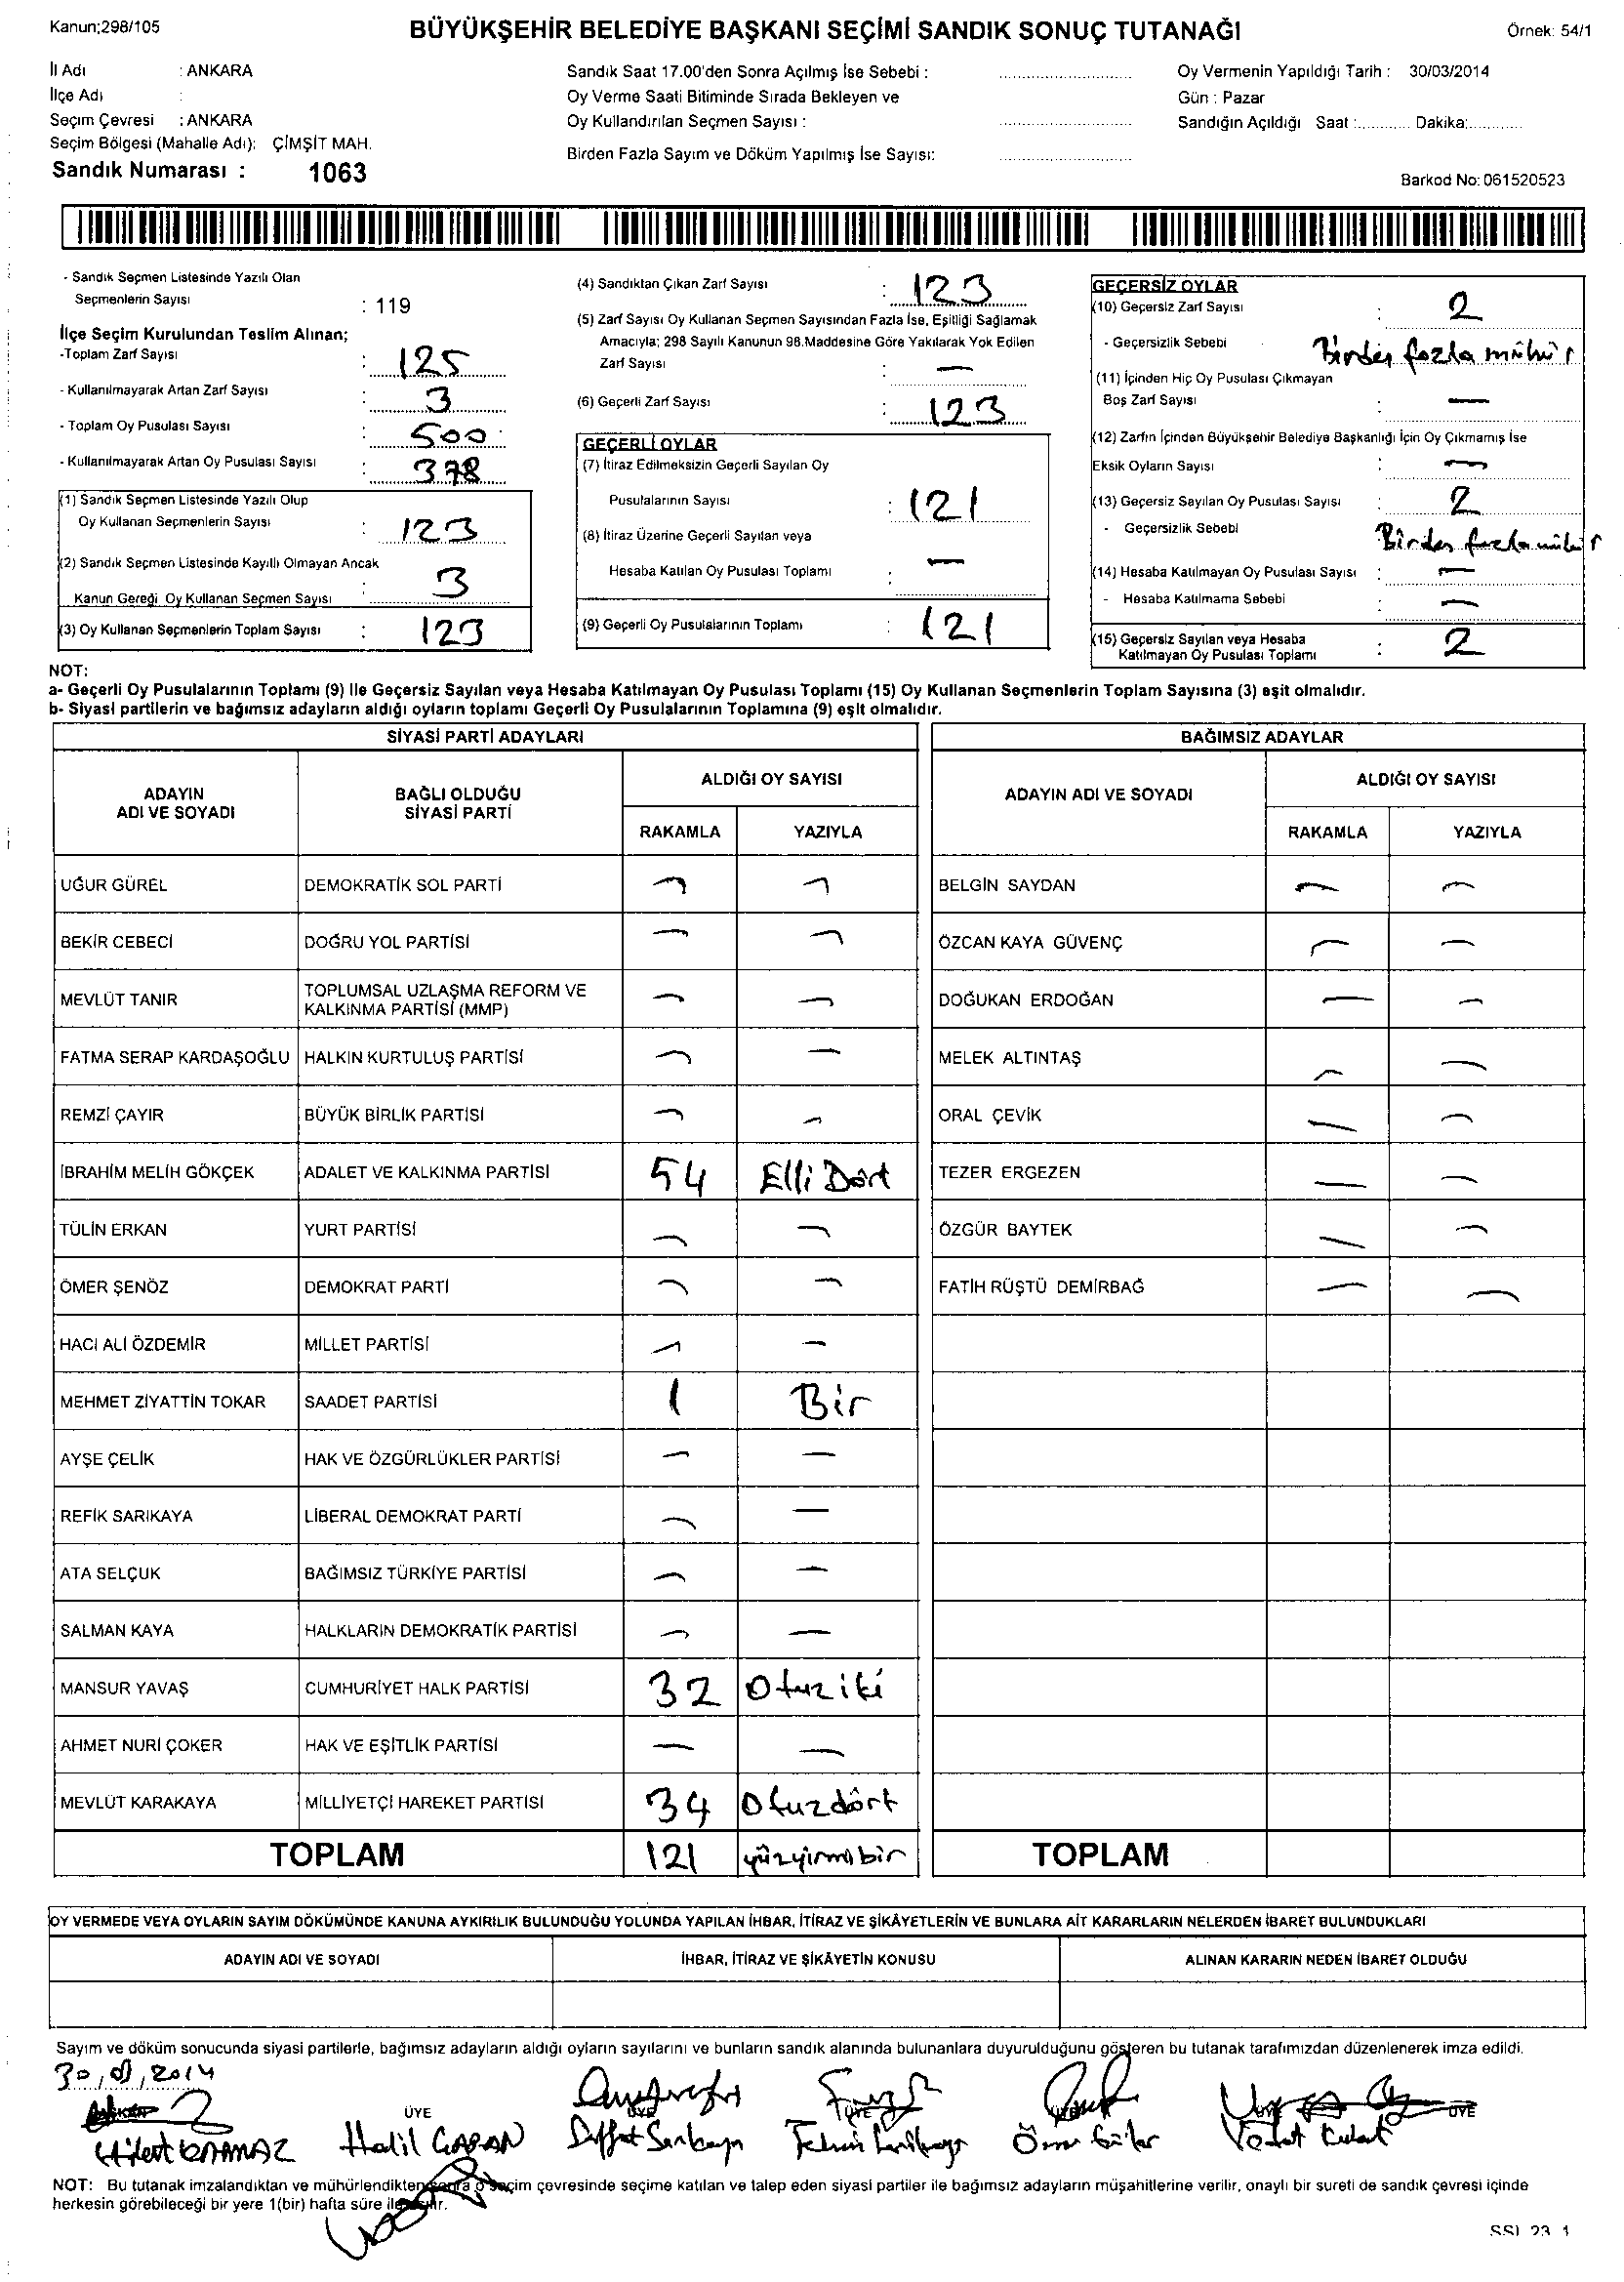 Kanun;298/105
BÜYÜKŞEHİR BELEDİYE BAŞKANI SEÇİMİ SANDIK SONUÇ TUTANAĞI
Örnek: 54/1
İl Adı : ANKARA
İlçe Adı :
Seçim Çevresi : ANKARA
Seçim Bölgesi (Mahalle Adı): ÇİMŞİT MAH.
Sandık Numarası : 1063
Sandık Saat 17.00'den Sonra Açılmış İse Sebebi :
Oy Verme Saati Bitiminde Sırada Bekleyen ve
Oy Kullandırılan Seçmen Sayısı :
Birden Fazla Sayım ve Döküm Yapılmış İse Sayısı:
Oy Vermenin Yapıldığı Tarih : 30/03/2014
Gün : Pazar
Sandığın Açıldığı Saat :........... Dakika:...........
Barkod No: 061520523
- Sandık Seçmen Listesinde Yazılı Olan
Seçmenlerin Sayısı : 119
İlçe Seçim Kurulundan Teslim Alınan;
-Toplam Zarf Sayısı : 125
- Kullanılmayarak Artan Zarf Sayısı : 3
- Toplam Oy Pusulası Sayısı : 500
- Kullanılmayarak Artan Oy Pusulası Sayısı : 378
(1) Sandık Seçmen Listesinde Yazılı Olup
Oy Kullanan Seçmenlerin Sayısı : 123
(2) Sandık Seçmen Listesinde Kayıtlı Olmayan Ancak
Kanun Gereği Oy Kullanan Seçmen Sayısı : 3
(3) Oy Kullanan Seçmenlerin Toplam Sayısı : 123
(4) Sandıktan Çıkan Zarf Sayısı : 123
(5) Zarf Sayısı Oy Kullanan Seçmen Sayısından Fazla İse, Eşitliği Sağlamak
Amacıyla; 298 Sayılı Kanunun 98.Maddesine Göre Yakılarak Yok Edilen
Zarf Sayısı : —
(6) Geçerli Zarf Sayısı : 123
GEÇERLİ OYLAR
(7) İtiraz Edilmeksizin Geçerli Sayılan Oy
Pusulalarının Sayısı : 121
(8) İtiraz Üzerine Geçerli Sayılan veya
Hesaba Katılan Oy Pusulası Toplamı : —
(9) Geçerli Oy Pusulalarının Toplamı : 121
GEÇERSİZ OYLAR
(10) Geçersiz Zarf Sayısı : 2
- Geçersizlik Sebebi Birden fazla mühür
(11) İçinden Hiç Oy Pusulası Çıkmayan
Boş Zarf Sayısı : —
(12) Zarfın İçinden Büyükşehir Belediye Başkanlığı İçin Oy Çıkmamış İse
Eksik Oyların Sayısı : —
(13) Geçersiz Sayılan Oy Pusulası Sayısı : 2
- Geçersizlik Sebebi Birden fazla mühür
(14) Hesaba Katılmayan Oy Pusulası Sayısı : —
- Hesaba Katılmama Sebebi : —
(15) Geçersiz Sayılan veya Hesaba
Katılmayan Oy Pusulası Toplamı : 2
NOT:
a- Geçerli Oy Pusulalarının Toplamı (9) ile Geçersiz Sayılan veya Hesaba Katılmayan Oy Pusulası Toplamı (15) Oy Kullanan Seçmenlerin Toplam Sayısına (3) eşit olmalıdır.
b- Siyasi partilerin ve bağımsız adayların aldığı oyların toplamı Geçerli Oy Pusulalarının Toplamına (9) eşit olmalıdır.
SİYASİ PARTİ ADAYLARI
ADAYIN ADI VE SOYADI BAĞLI OLDUĞU SİYASİ PARTİ ALDIĞI OY SAYISI
RAKAMLA YAZIYLA
UĞUR GÜREL DEMOKRATİK SOL PARTİ — —
BEKİR CEBECİ DOĞRU YOL PARTİSİ — —
MEVLÜT TANIR TOPLUMSAL UZLAŞMA REFORM VE KALKINMA PARTİSİ (MMP) — —
FATMA SERAP KARDAŞOĞLU HALKIN KURTULUŞ PARTİSİ — —
REMZİ ÇAYIR BÜYÜK BİRLİK PARTİSİ — —
İBRAHİM MELİH GÖKÇEK ADALET VE KALKINMA PARTİSİ 54 Elli Dört
TÜLİN ERKAN YURT PARTİSİ — —
ÖMER ŞENÖZ DEMOKRAT PARTİ — —
HACI ALİ ÖZDEMİR MİLLET PARTİSİ — —
MEHMET ZİYATTİN TOKAR SAADET PARTİSİ 1 Bir
AYŞE ÇELİK HAK VE ÖZGÜRLÜKLER PARTİSİ — —
REFİK SARIKAYA LİBERAL DEMOKRAT PARTİ — —
ATA SELÇUK BAĞIMSIZ TÜRKİYE PARTİSİ — —
SALMAN KAYA HALKLARIN DEMOKRATİK PARTİSİ — —
MANSUR YAVAŞ CUMHURİYET HALK PARTİSİ 32 Otuz iki
AHMET NURİ ÇOKER HAK VE EŞİTLİK PARTİSİ — —
MEVLÜT KARAKAYA MİLLİYETÇİ HAREKET PARTİSİ 34 Otuzdört
TOPLAM 121 yüzyirmibir
BAĞIMSIZ ADAYLAR
ADAYIN ADI VE SOYADI ALDIĞI OY SAYISI
RAKAMLA YAZIYLA
BELGİN SAYDAN — —
ÖZCAN KAYA GÜVENÇ — —
DOĞUKAN ERDOĞAN — —
MELEK ALTINTAŞ — —
ORAL ÇEVİK — —
TEZER ERGEZEN — —
ÖZGÜR BAYTEK — —
FATİH RÜŞTÜ DEMİRBAĞ — —
TOPLAM
OY VERMEDE VEYA OYLARIN SAYIM DÖKÜMÜNDE KANUNA AYKIRILIK BULUNDUĞU YOLUNDA YAPILAN İHBAR, İTİRAZ VE ŞİKÂYETLERİN VE BUNLARA AİT KARARLARIN NELERDEN İBARET BULUNDUKLARI
ADAYIN ADI VE SOYADI İHBAR, İTİRAZ VE ŞİKÂYETİN KONUSU ALINAN KARARIN NEDEN İBARET OLDUĞU
Sayım ve döküm sonucunda siyasi partilerle, bağımsız adayların aldığı oyların sayılarını ve bunların sandık alanında bulunanlara duyurulduğunu gösteren bu tutanak tarafımızdan düzenlenerek imza edildi.
2014
BAŞKAN ÜYE ÜYE ÜYE ÜYE
Halil Ömer Güler
NOT: Bu tutanak imzalandıktan ve mühürlendikten sonra o seçim çevresinde seçime katılan ve talep eden siyasi partiler ile bağımsız adayların müşahitlerine verilir, onaylı bir sureti de sandık çevresi içinde
herkesin görebileceği bir yere 1(bir) hafta süre ile asılır.